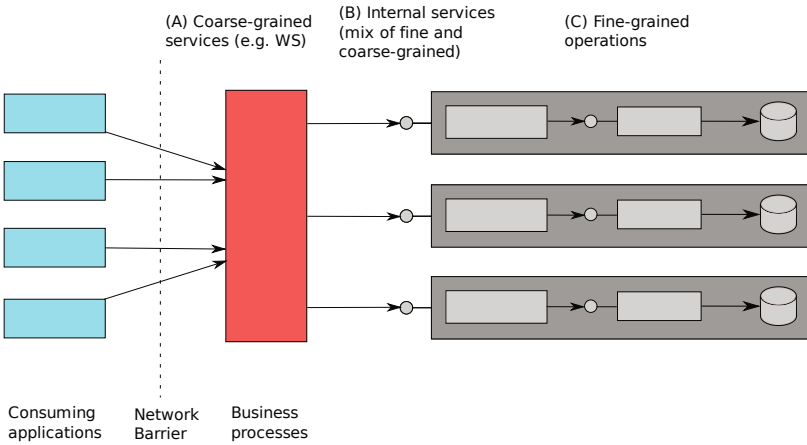 (A) Coarse-grained
services (e.g. WS)
(B) Internal services
(mix of fine and
coarse-grained)
(C) Fine-grained
operations
Consuming
applications
Network
Barrier
Business
processes